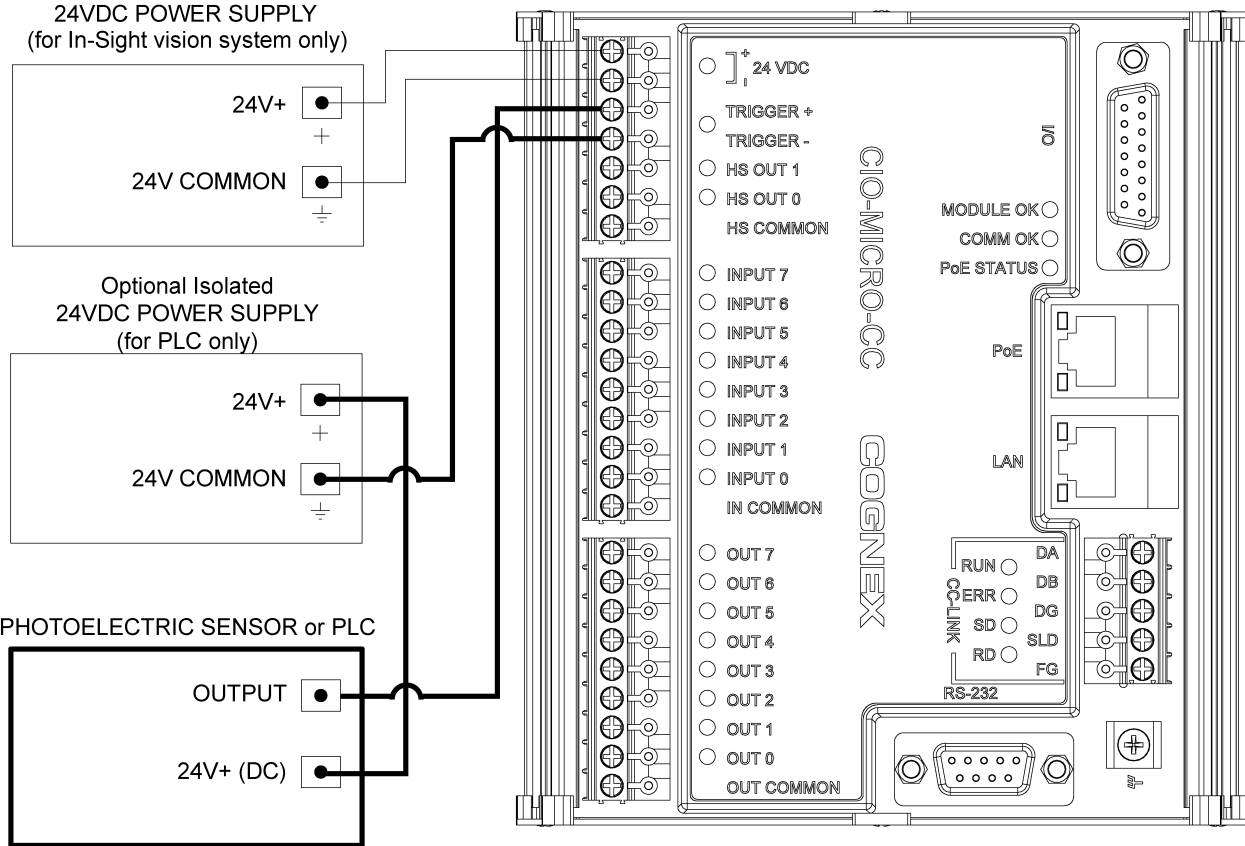 24VDC POWER SUPPLY
(for In-Sight vision system only)
24V+
+
24V COMMON
Optional Isolated
24VDC POWER SUPPLY
(for PLC only)
24V+
+
24V COMMON
PHOTOELECTRIC SENSOR or PLC
OUTPUT
24V+ (DC)
+
24 VDC
-
TRIGGER +
TRIGGER -
HS OUT 1
HS OUT 0
HS COMMON
INPUT 7
INPUT 6
INPUT 5
INPUT 4
INPUT 3
INPUT 2
INPUT 1
INPUT 0
IN COMMON
OUT 7
OUT 6
OUT 5
OUT 4
OUT 3
OUT 2
OUT 1
OUT 0
OUT COMMON
CIO-MICRO-CC
COGNEX
I/O
MODULE OK
COMM OK
PoE STATUS
PoE
LAN
CC-LINK
RUN
ERR
SD
RD
DA
DB
DG
SLD
FG
RS-232